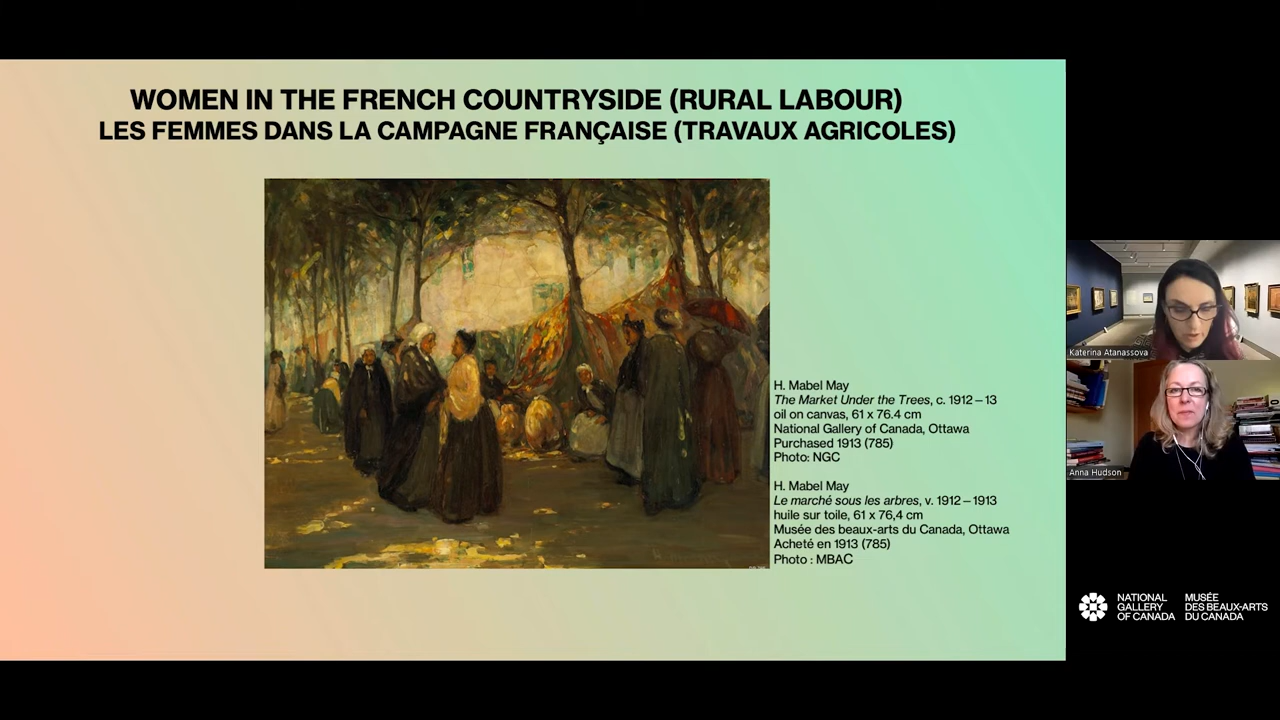 WOMEN IN THE FRENCH COUNTRYSIDE (RURAL LABOUR)
LES FEMMES DANS LA CAMPAGNE FRANÇAISE (TRAVAUX AGRICOLES)
H. Mabel May
The Market Under the Trees, c. 1912 – 13
oil on canvas, 61 x 76.4 cm
National Gallery of Canada, Ottawa
Purchased 1913 (785)
Photo: NGC
H. Mabel May
Le marché sous les arbres, v. 1912 – 1913
huile sur toile, 61 x 76,4 cm
Musée des beaux-arts du Canada, Ottawa
Acheté en 1913 (785)
Photo : MBAC
Katerina Atanassova
Anna Hudson
NATIONAL
GALLERY
OF CANADA
MUSÉE
DES BEAUX-ARTS
DU CANADA